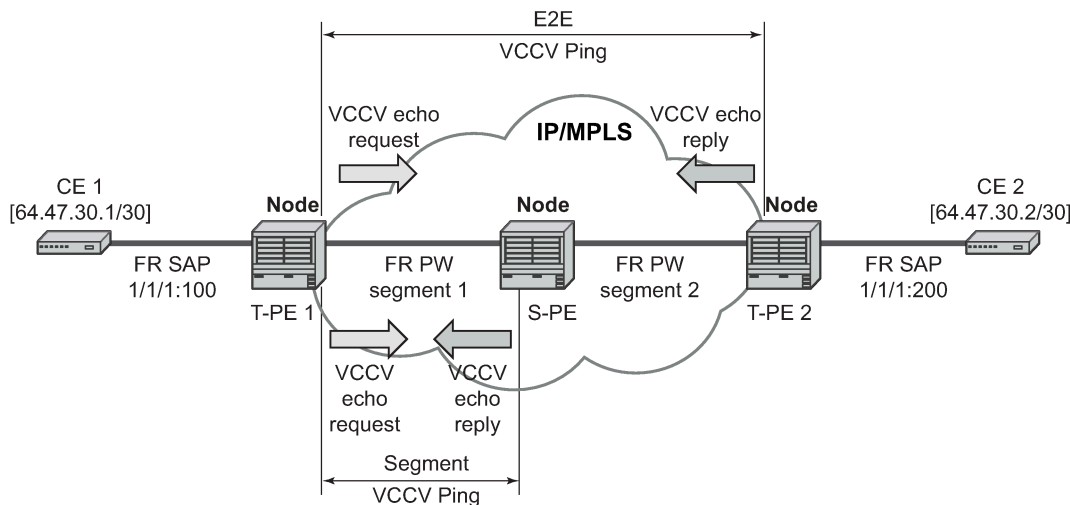 E2E
VCCV Ping
VCCV echo
request
IP/MPLS
VCCV echo
reply
CE 1
[64.47.30.1/30]
Node
Node
Node
CE 2
[64.47.30.2/30]
FR SAP
1/1/1:100
T-PE 1
FR PW
segment 1
S-PE
FR PW
segment 2
T-PE 2
FR SAP
1/1/1:200
VCCV
echo
request
VCCV
echo
reply
Segment
VCCV Ping